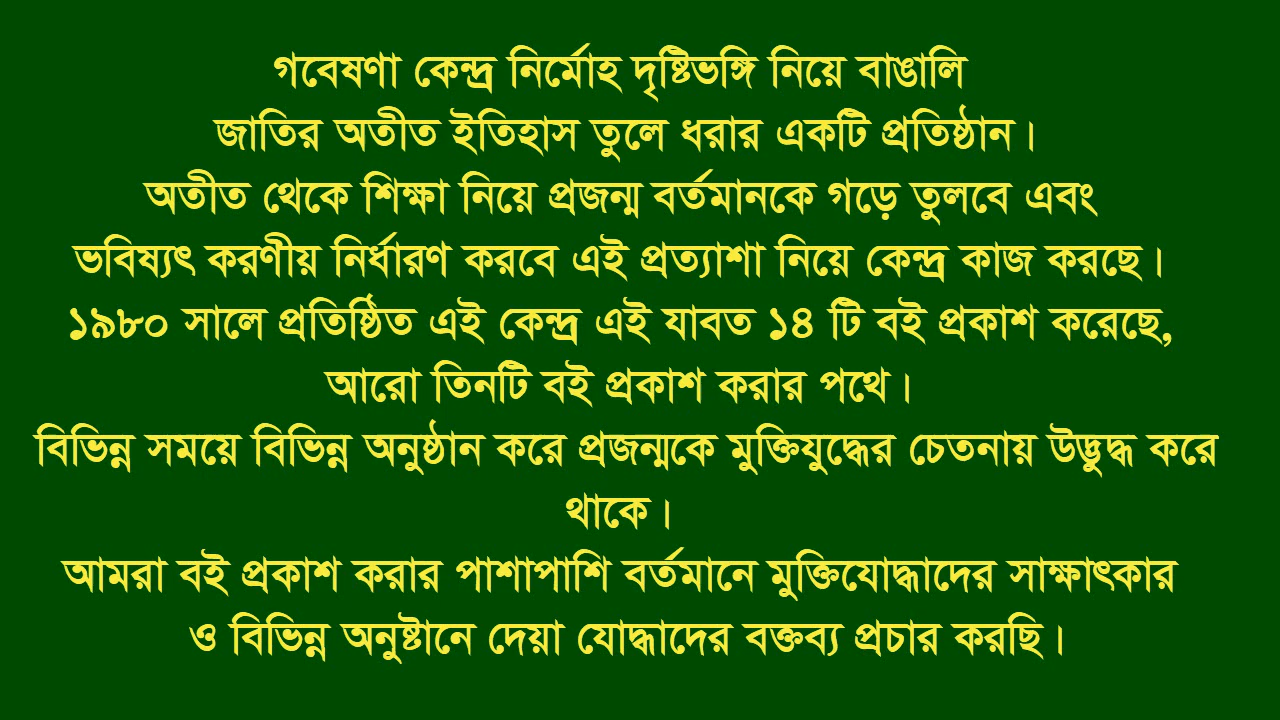 গবেষণা কেন্দ্র নির্মোহ দৃষ্টিভঙ্গি নিয়ে বাঙালি
জাতির অতীত ইতিহাস তুলে ধরার একটি প্রতিষ্ঠান।
অতীত থেকে শিক্ষা নিয়ে প্রজন্ম বর্তমানকে গড়ে তুলবে এবং
ভবিষ্যৎ করণীয় নির্ধারণ করবে এই প্রত্যাশা নিয়ে কেন্দ্র কাজ করছে।
১৯৮০ সালে প্রতিষ্ঠিত এই কেন্দ্র এই যাবত ১৪ টি বই প্রকাশ করেছে,
আরো তিনটি বই প্রকাশ করার পথে।
বিভিন্ন সময়ে বিভিন্ন অনুষ্ঠান করে প্রজন্মকে মুক্তিযুদ্ধের চেতনায় উদ্ভুদ্ধ করে
থাকে।
আমরা বই প্রকাশ করার পাশাপাশি বর্তমানে মুক্তিযোদ্ধাদের সাক্ষাৎকার
ও বিভিন্ন অনুষ্টানে দেয়া যোদ্ধাদের বক্তব্য প্রচার করছি।